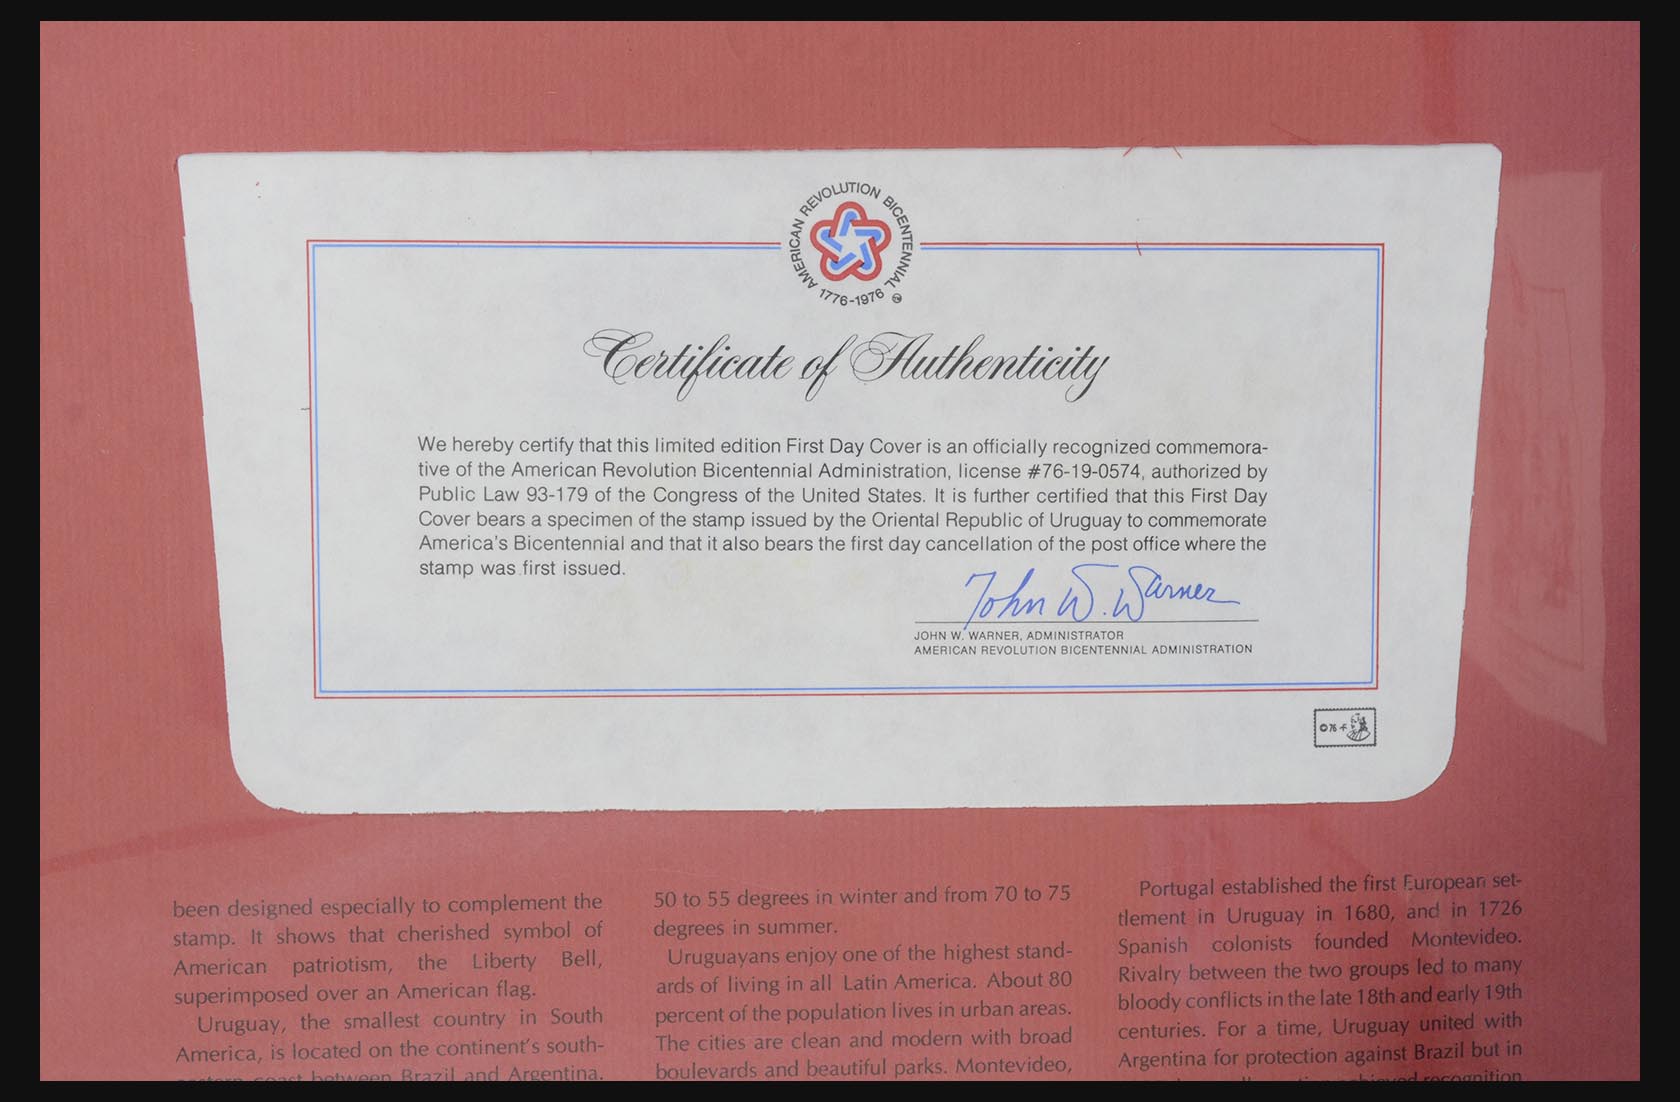 AMERICAN REVOLUTION BICENTENNIAL
1776-1976
Certificate of Authenticity
We hereby certify that this limited edition First Day Cover is an officially recognized commemora-
tive of the American Revolution Bicentennial Administration, license #76-19-0574, authorized by
Public Law 93-179 of the Congress of the United States. It is further certified that this First Day
Cover bears a specimen of the stamp issued by the Oriental Republic of Uruguay to commemorate
America's Bicentennial and that it also bears the first day cancellation of the post office where the
stamp was first issued.
John W. Warner
JOHN W. WARNER, ADMINISTRATOR
AMERICAN REVOLUTION BICENTENNIAL ADMINISTRATION
©76
been designed especially to complement the
stamp. It shows that cherished symbol of
American patriotism, the Liberty Bell,
superimposed over an American flag.
Uruguay, the smallest country in South
America, is located on the continent's south-
coast between Brazil and Argentina.
50 to 55 degrees in winter and from 70 to 75
degrees in summer.
Uruguayans enjoy one of the highest stand-
ards of living in all Latin America. About 80
percent of the population lives in urban areas.
The cities are clean and modern with broad
boulevards and beautiful parks. Montevideo,
Portugal established the first European set-
tlement in Uruguay in 1680, and in 1726
Spanish colonists founded Montevideo.
Rivalry between the two groups led to many
bloody conflicts in the late 18th and early 19th
centuries. For a time, Uruguay united with
Argentina for protection against Brazil but in
achieved recognition